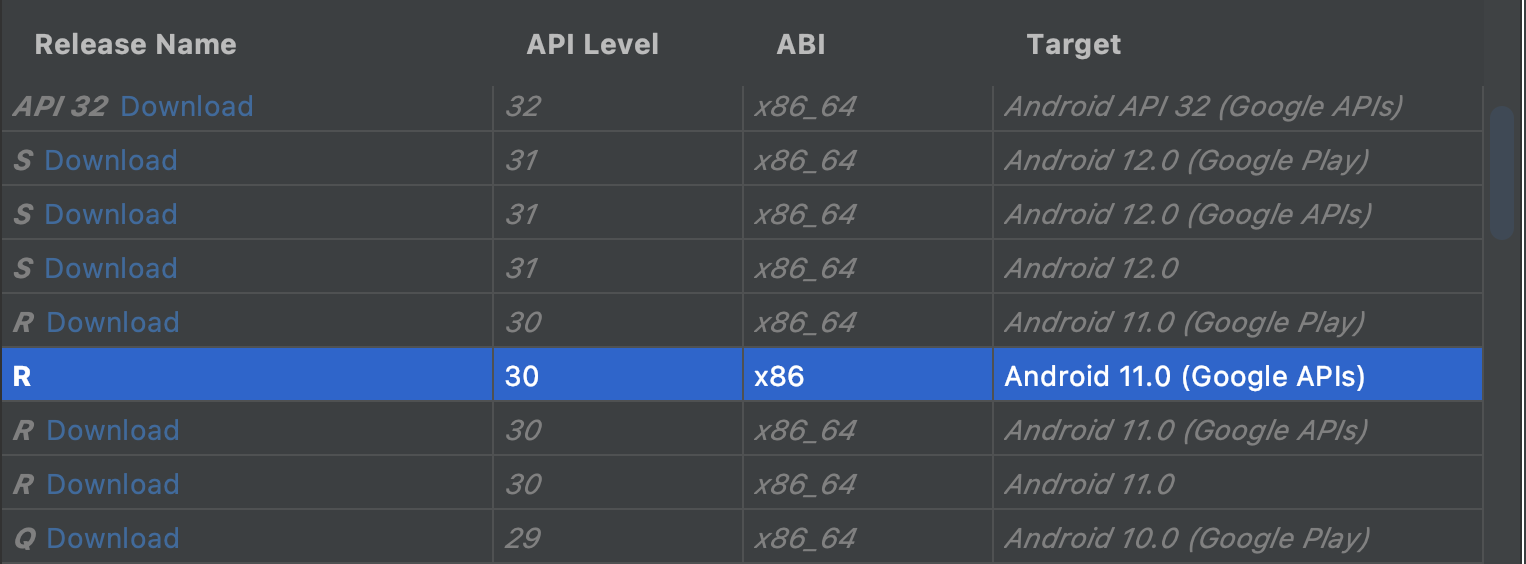 Release Name API Level ABI Target
API 32 Download 32 x86_64 Android API 32 (Google APIs)
S Download 31 x86_64 Android 12.0 (Google Play)
S Download 31 x86_64 Android 12.0 (Google APIs)
S Download 31 x86_64 Android 12.0
R Download 30 x86_64 Android 11.0 (Google Play)
R 30 x86 Android 11.0 (Google APIs)
R Download 30 x86_64 Android 11.0 (Google APIs)
R Download 30 x86_64 Android 11.0
Q Download 29 x86_64 Android 10.0 (Google Play)